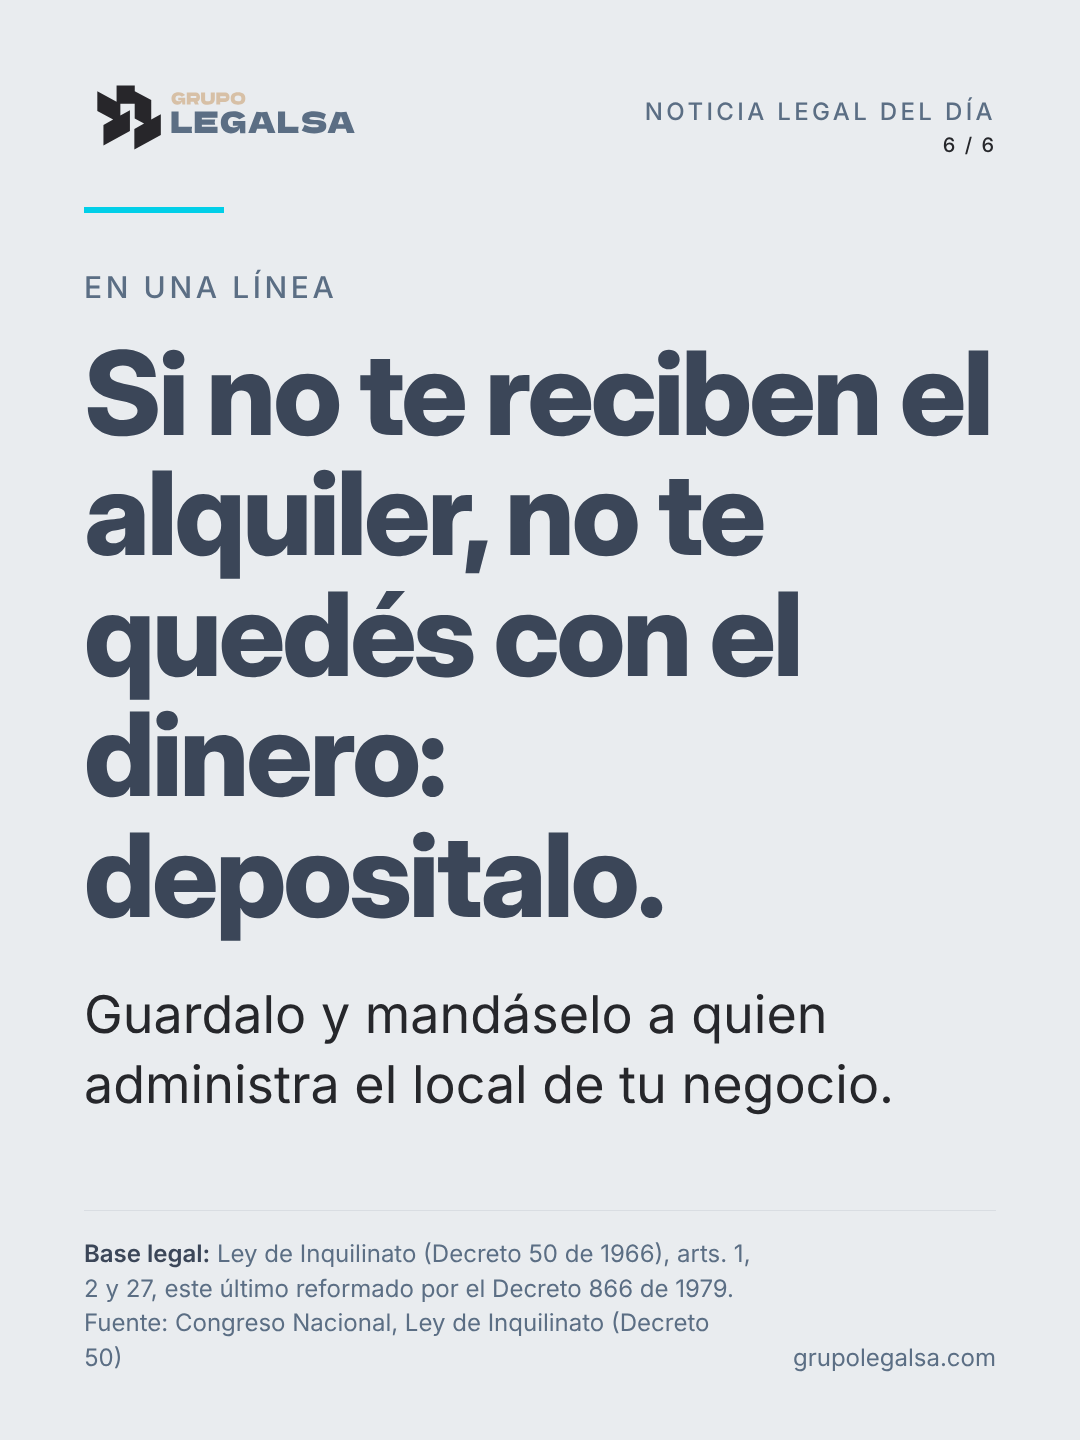 GRUPO
LEGALSA
NOTICIA LEGAL DEL DÍA
6 / 6
EN UNA LÍNEA
Si no te reciben el
alquiler, no te
quedés con el
dinero:
depositalo.
Guardalo y mandáselo a quien
administra el local de tu negocio.
Base legal: Ley de Inquilinato (Decreto 50 de 1966), arts. 1,
2 y 27, este último reformado por el Decreto 866 de 1979.
Fuente: Congreso Nacional, Ley de Inquilinato (Decreto
50)
grupolegalsa.com